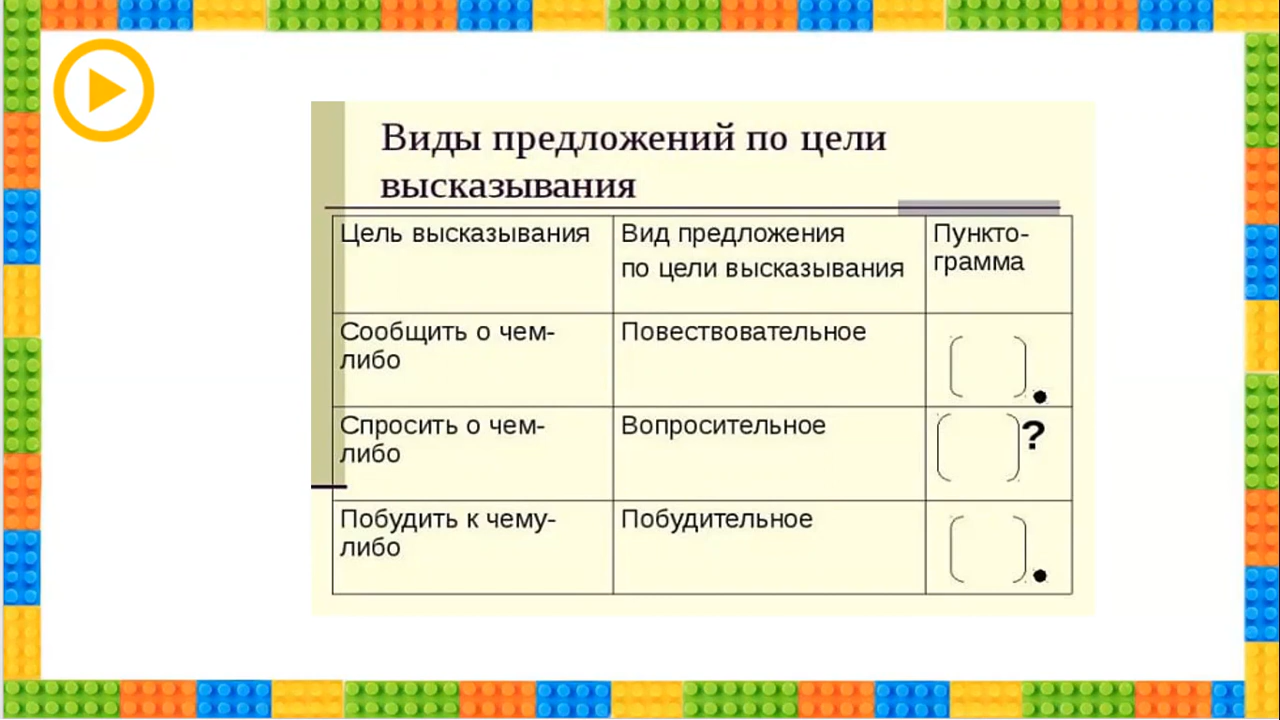 Виды предложений по цели
высказывания
Цель высказывания
Вид предложения
по цели высказывания
Пункто-
грамма
Сообщить о чем-
либо
Повествовательное
[ ].
Спросить о чем-
либо
Вопросительное
[ ]?
Побудить к чему-
либо
Побудительное
[ ].